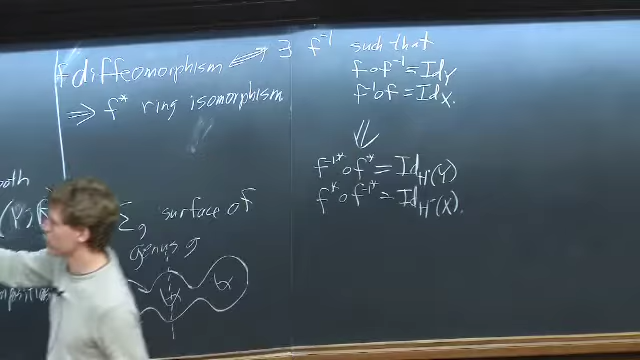 f diffeomorphism ⟺ ∃ f⁻¹ such that
f∘f⁻¹ = Id_Y
f⁻¹∘f = Id_X.
⟹ f* ring isomorphism
⇓
f⁻¹*∘f* = Id_H·(Y)
f*∘f⁻¹* = Id_H·(X).
Σ_g surface of
genus g